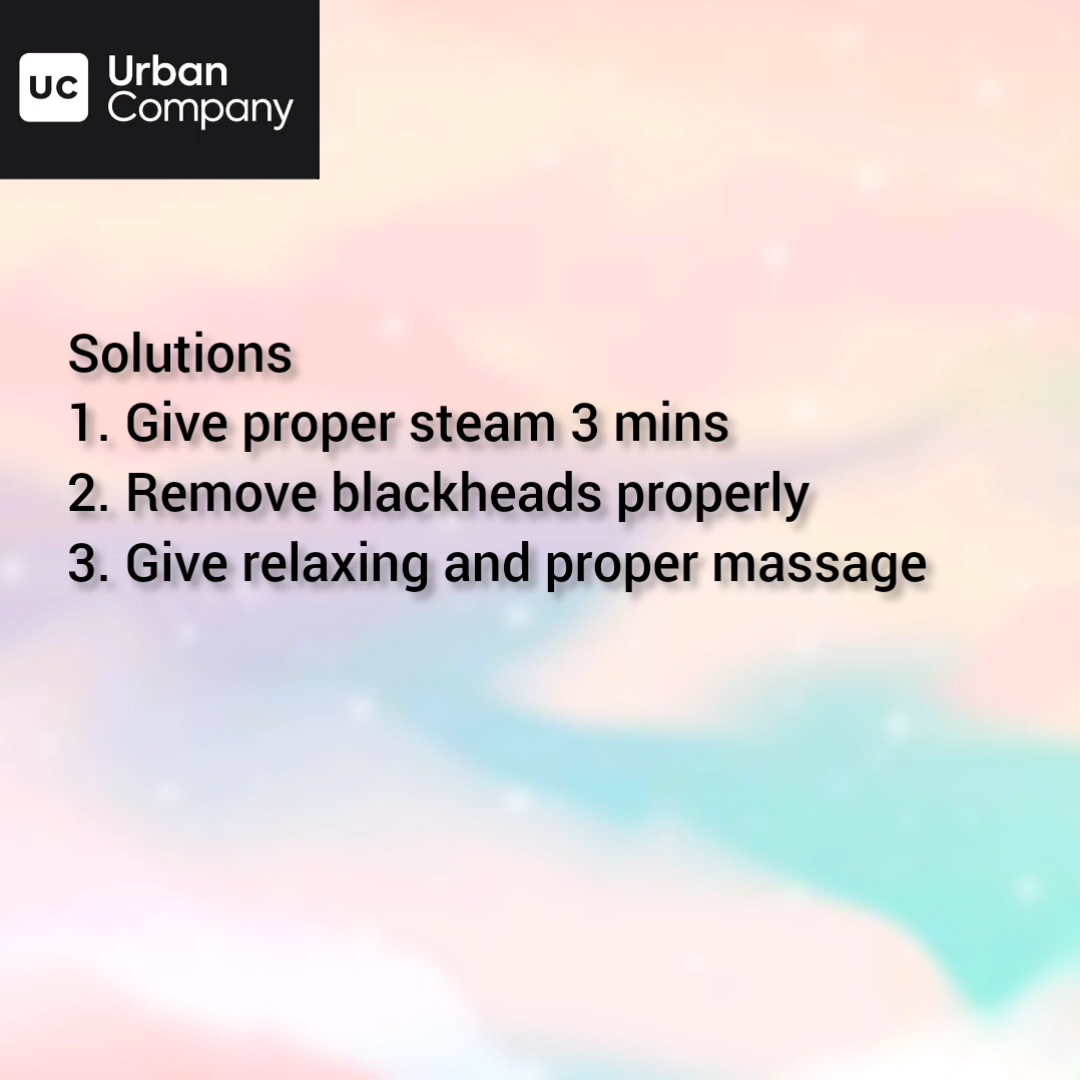 UC
Urban
Company
Solutions
1. Give proper steam 3 mins
2. Remove blackheads properly
3. Give relaxing and proper massage